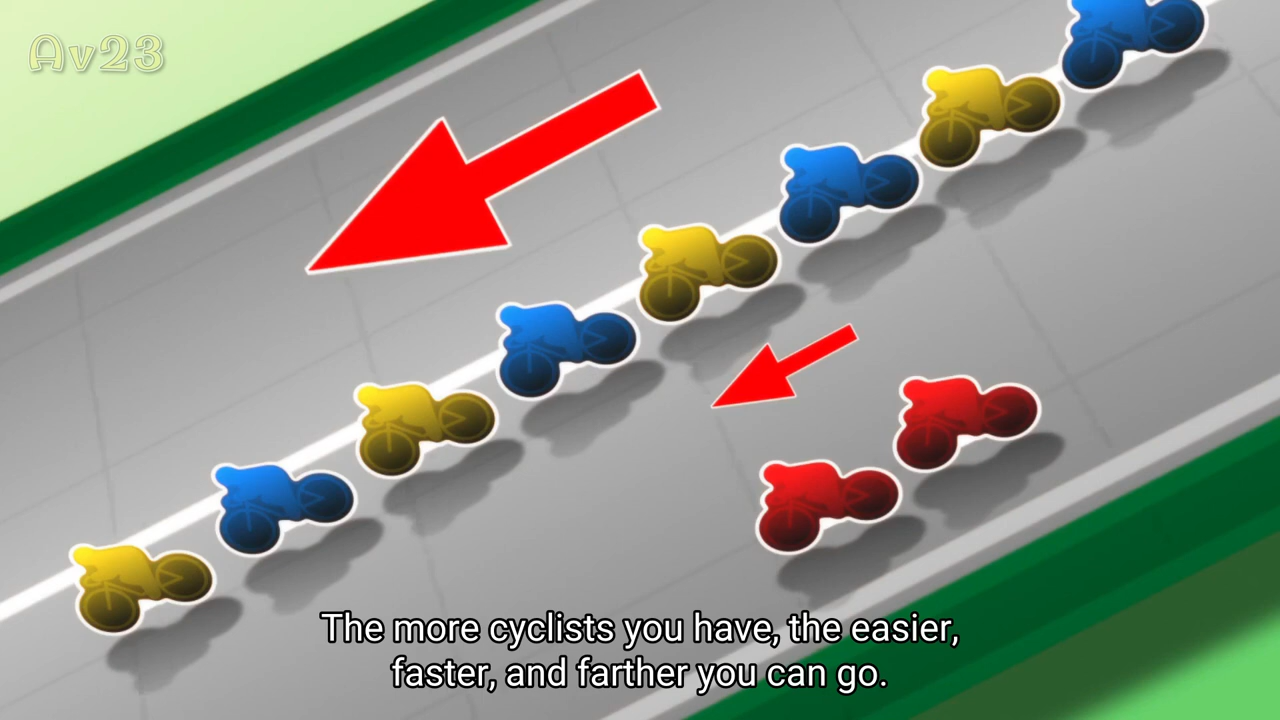 Av23
The more cyclists you have, the easier,
faster, and farther you can go.